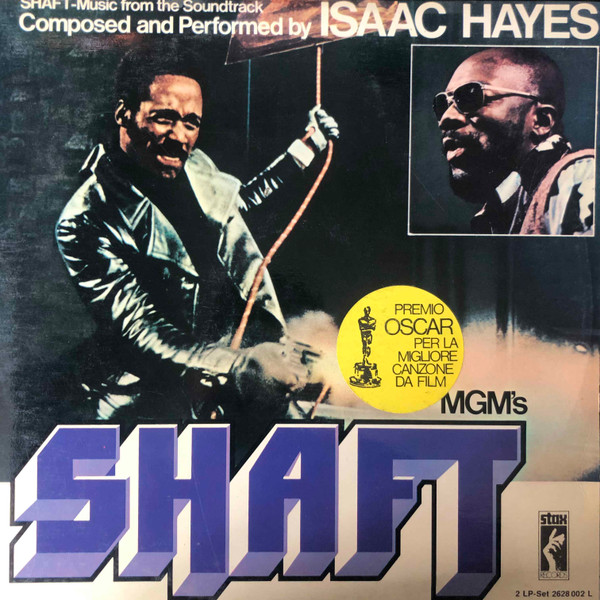 SHAFT-Music from the Soundtrack
Composed and Performed by ISAAC HAYES
PREMIO
OSCAR
PER LA
MIGLIORE
CANZONE
DA FILM
MGM's
SHAFT
stax
RECORDS
2 LP-Set 2628 002 L